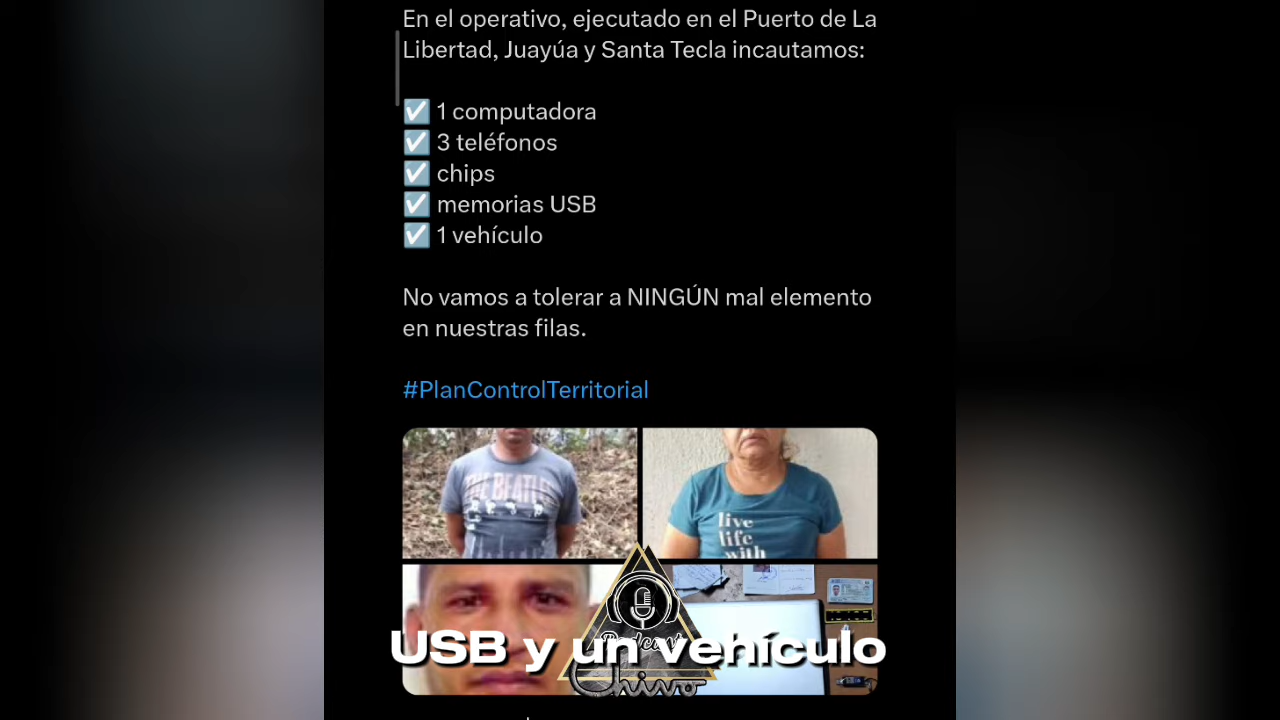 En el operativo, ejecutado en el Puerto de La
Libertad, Juayúa y Santa Tecla incautamos:
☑️ 1 computadora
☑️ 3 teléfonos
☑️ chips
☑️ memorias USB
☑️ 1 vehículo
No vamos a tolerar a NINGÚN mal elemento
en nuestras filas.
#PlanControlTerritorial
THE BEATLES
live
life
with
Podcast
USB y un vehículo
Chivo